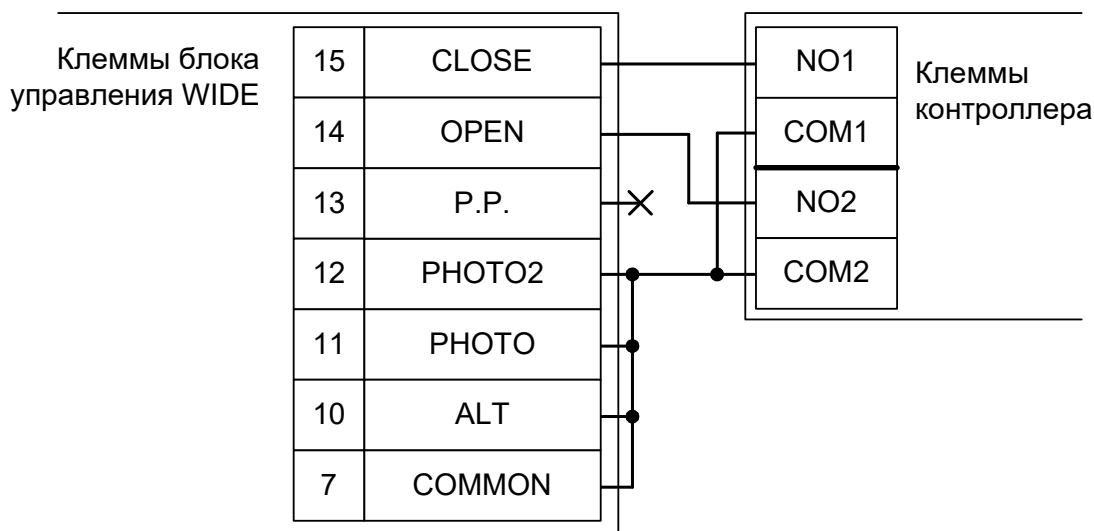 Клеммы блока
управления WIDE
15 CLOSE
14 OPEN
13 P.P.
12 PHOTO2
11 PHOTO
10 ALT
7 COMMON
NO1
COM1
NO2
COM2
Клеммы
контроллера